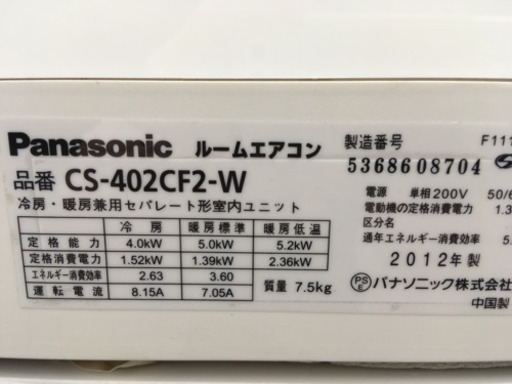 Panasonic ルームエアコン
品番 CS-402CF2-W
冷房・暖房兼用セパレート形室内ユニット
冷房 暖房標準 暖房低温
定格能力 4.0kW 5.0kW 5.2kW
定格消費電力 1.52kW 1.39kW 2.36kW
エネルギー消費効率 2.63 3.60
運転電流 8.15A 7.05A 質量 7.5kg
製造番号 F111
5368608704
電源 単相200V 50/6
電動機の定格消費電力 1.3
区分名
通年エネルギー消費効率 5.
2012年製
PSE パナソニック株式会
中国製